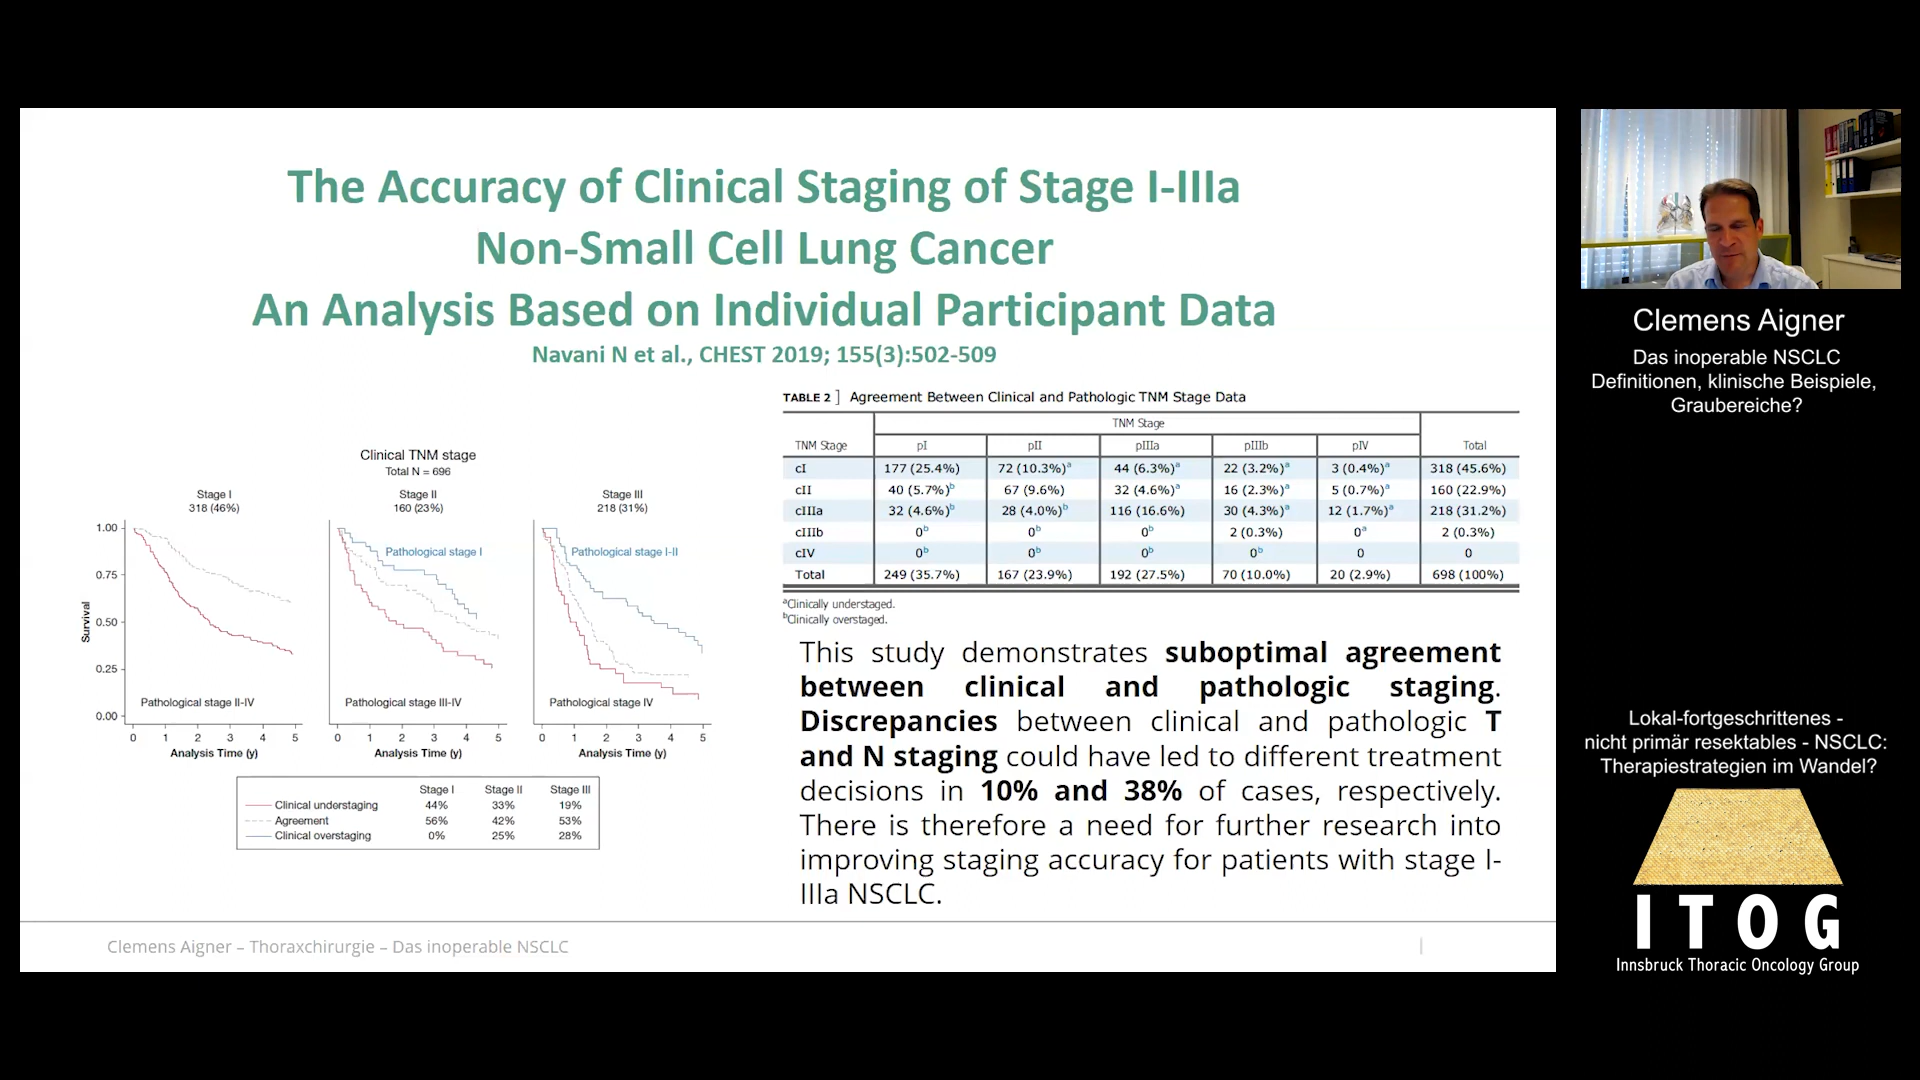 The Accuracy of Clinical Staging of Stage I-IIIa
Non-Small Cell Lung Cancer
An Analysis Based on Individual Participant Data
Navani N et al., CHEST 2019; 155(3):502-509
Clinical TNM stage
Total N = 696
Stage I
318 (46%)
Stage II
160 (23%)
Stage III
218 (31%)
Survival
1.00
0.75
0.50
0.25
0.00
Pathological stage II-IV
0 1 2 3 4 5
Analysis Time (y)
Pathological stage I
Pathological stage III-IV
0 1 2 3 4 5
Analysis Time (y)
Pathological stage I-II
Pathological stage IV
0 1 2 3 4 5
Analysis Time (y)
Stage I Stage II Stage III
Clinical understaging 44% 33% 19%
Agreement 56% 42% 53%
Clinical overstaging 0% 25% 28%
TABLE 2 ] Agreement Between Clinical and Pathologic TNM Stage Data
TNM Stage
TNM Stage pI pII pIIIa pIIIb pIV Total
cI 177 (25.4%) 72 (10.3%)a 44 (6.3%)a 22 (3.2%)a 3 (0.4%)a 318 (45.6%)
cII 40 (5.7%)b 67 (9.6%) 32 (4.6%)a 16 (2.3%)a 5 (0.7%)a 160 (22.9%)
cIIIa 32 (4.6%)b 28 (4.0%)b 116 (16.6%) 30 (4.3%)a 12 (1.7%)a 218 (31.2%)
cIIIb 0b 0b 0b 2 (0.3%) 0a 2 (0.3%)
cIV 0b 0b 0b 0b 0 0
Total 249 (35.7%) 167 (23.9%) 192 (27.5%) 70 (10.0%) 20 (2.9%) 698 (100%)
aClinically understaged.
bClinically overstaged.
This study demonstrates suboptimal agreement
between clinical and pathologic staging.
Discrepancies between clinical and pathologic T
and N staging could have led to different treatment
decisions in 10% and 38% of cases, respectively.
There is therefore a need for further research into
improving staging accuracy for patients with stage I-
IIIa NSCLC.
Clemens Aigner – Thoraxchirurgie – Das inoperable NSCLC
Clemens Aigner
Das inoperable NSCLC
Definitionen, klinische Beispiele,
Graubereiche?
Lokal-fortgeschrittenes -
nicht primär resektables - NSCLC:
Therapiestrategien im Wandel?
ITOG
Innsbruck Thoracic Oncology Group